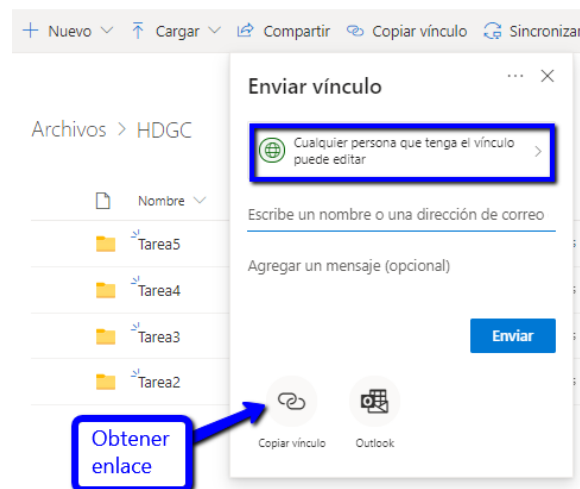 Nuevo Cargar Compartir Copiar vínculo Sincronizar
Enviar vínculo
Archivos > HDGC
Cualquier persona que tenga el vínculo
puede editar
Nombre
Escribe un nombre o una dirección de correo
Tarea5
Agregar un mensaje (opcional)
Tarea4
Tarea3
Enviar
Tarea2
Obtener
enlace
Copiar vínculo
Outlook